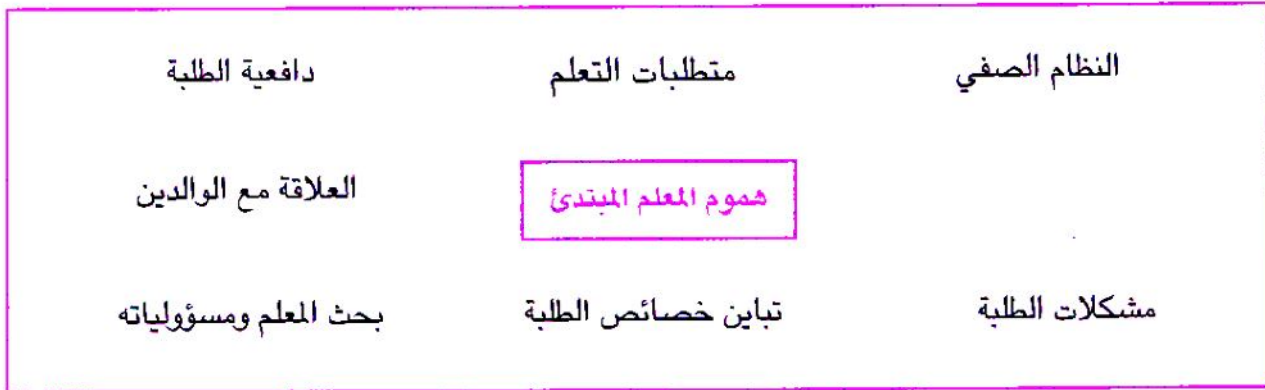 النظام الصفي
متطلبات التعلم
دافعية الطلبة
هموم المعلم المبتدئ
العلاقة مع الوالدين
مشكلات الطلبة
تباين خصائص الطلبة
بحث المعلم ومسؤولياته